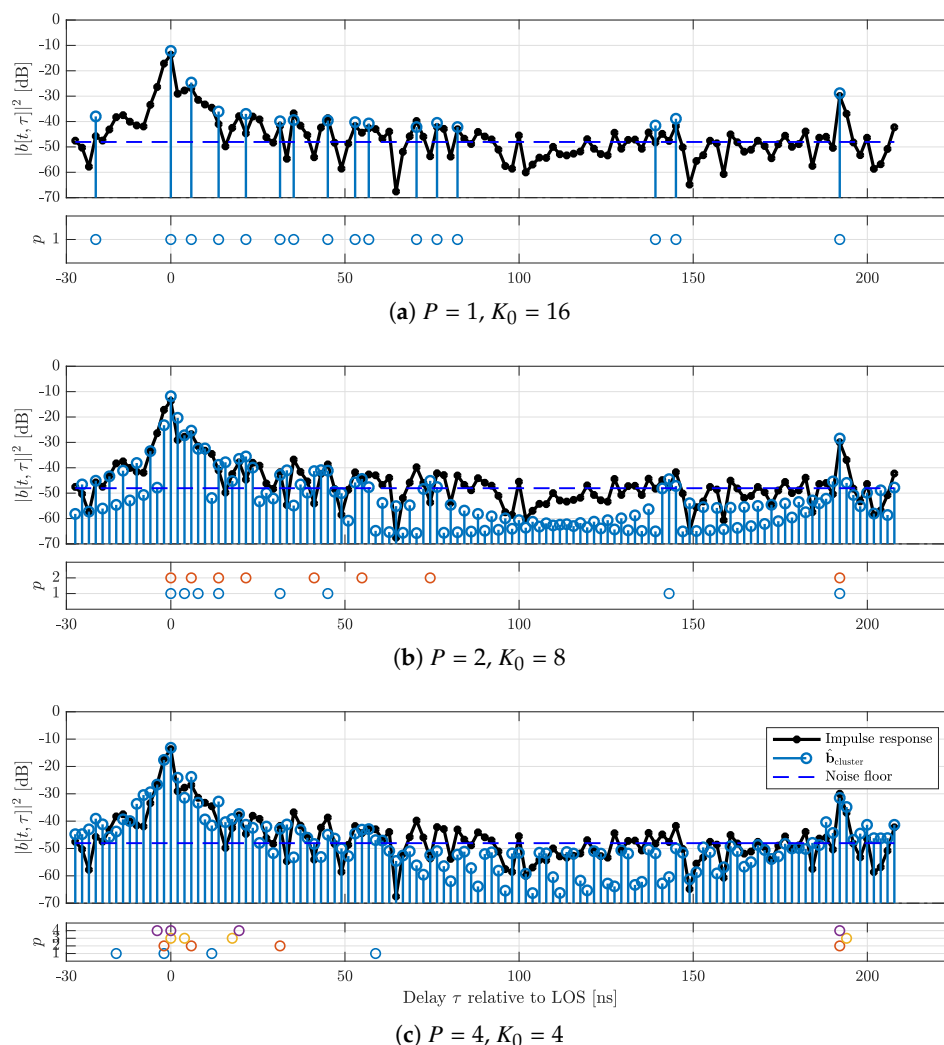 0
-10
-20
-30
-40
-50
-60
-70
|b[t, τ]|² [dB]
1
p
-30 0 50 100 150 200
(a) P = 1, K₀ = 16
0
-10
-20
-30
-40
-50
-60
-70
|b[t, τ]|² [dB]
2
1
p
-30 0 50 100 150 200
(b) P = 2, K₀ = 8
0
-10
-20
-30
-40
-50
-60
-70
|b[t, τ]|² [dB]
Impulse response
b̂cluster
Noise floor
4
3
2
1
p
-30 0 50 100 150 200
Delay τ relative to LOS [ns]
(c) P = 4, K₀ = 4